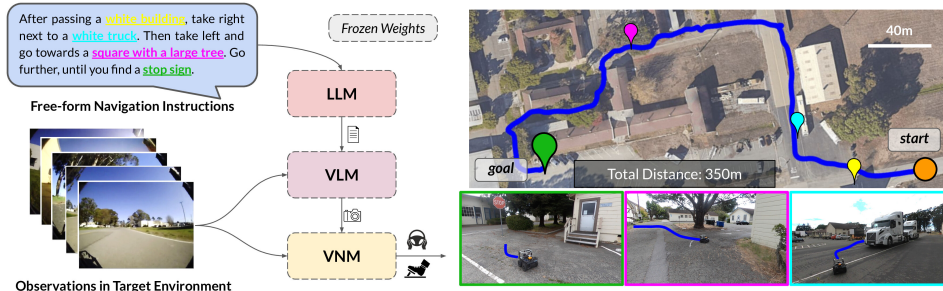 After passing a white building, take right
next to a white truck. Then take left and
go towards a square with a large tree. Go
further, until you find a stop sign.
Free-form Navigation Instructions
Observations in Target Environment
Frozen Weights
LLM
VLM
VNM
40m
start
goal
Total Distance: 350m
STOP